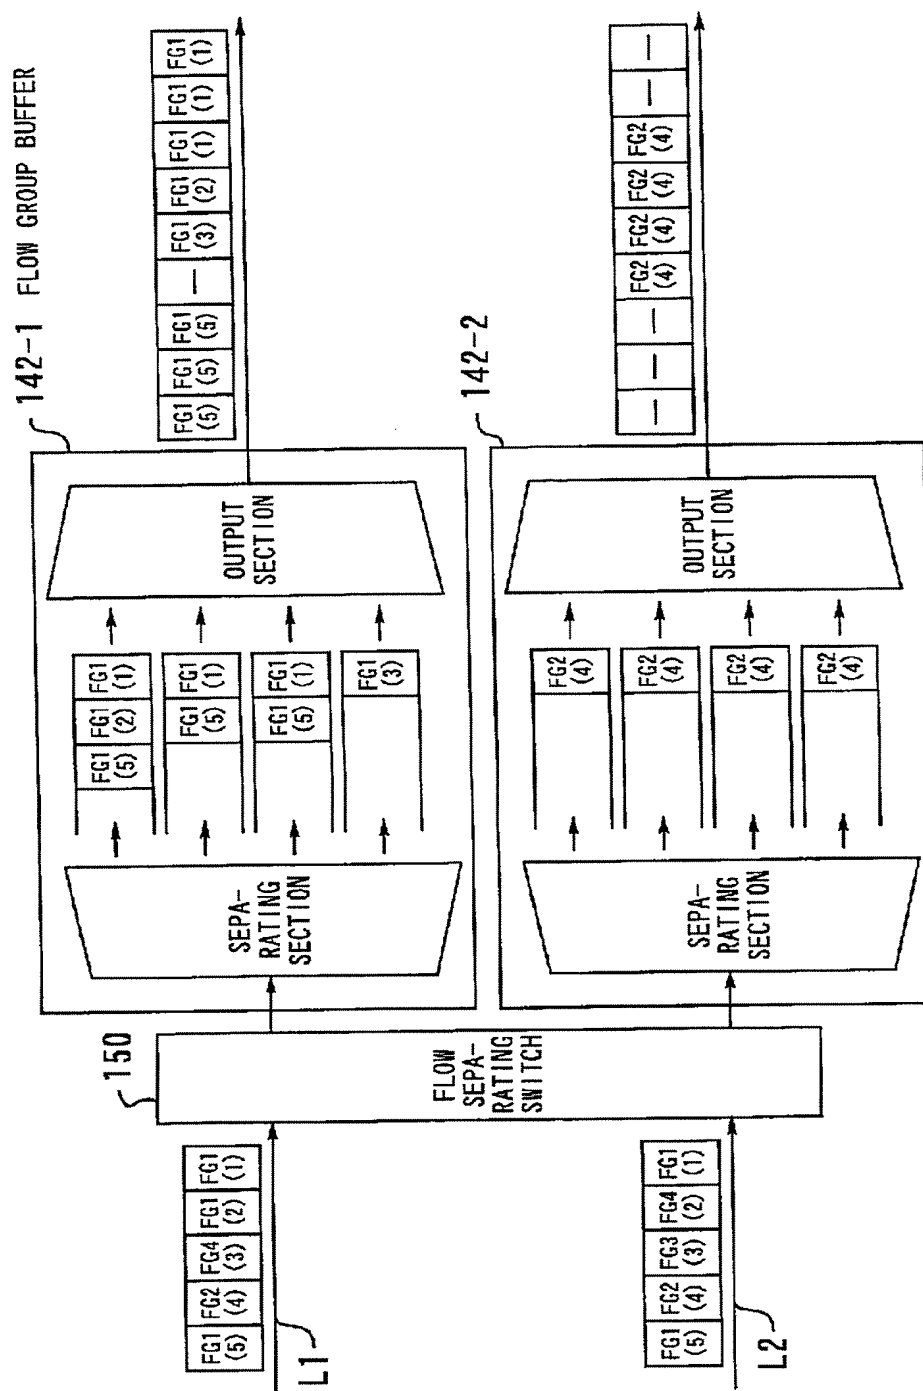 142-1 FLOW GROUP BUFFER
150
FG1 FG2 FG4 FG1 FG1
(5) (4) (3) (2) (1)
L1
SEPA-
RATING
SECTION
FG1 FG1 FG1
(5) (2) (1)
FG1 FG1
(5) (1)
FG1 FG1
(5) (1)
FG1
(3)
OUTPUT
SECTION
FG1 FG1 FG1 — FG1 FG1 FG1 FG1 FG1
(5) (5) (5) (3) (2) (1) (1) (1)
FLOW
SEPA-
RATING
SWITCH
142-2
FG1 FG2 FG3 FG4 FG1
(5) (4) (3) (2) (1)
L2
SEPA-
RATING
SECTION
FG2
(4)
FG2
(4)
FG2
(4)
FG2
(4)
OUTPUT
SECTION
— — — FG2 FG2 FG2 FG2 — —
(4) (4) (4) (4)